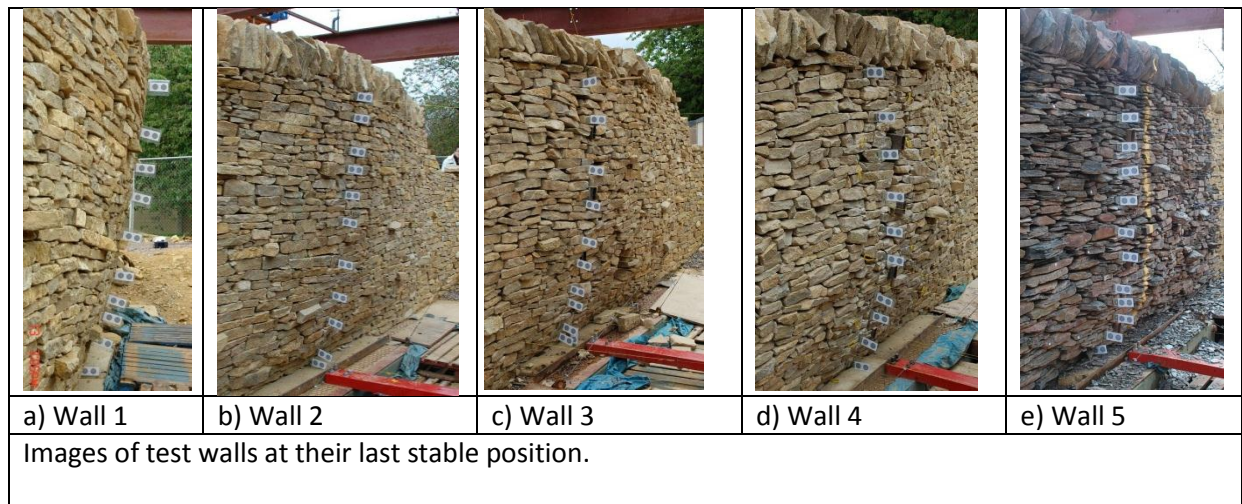 a) Wall 1
b) Wall 2
c) Wall 3
d) Wall 4
e) Wall 5
Images of test walls at their last stable position.